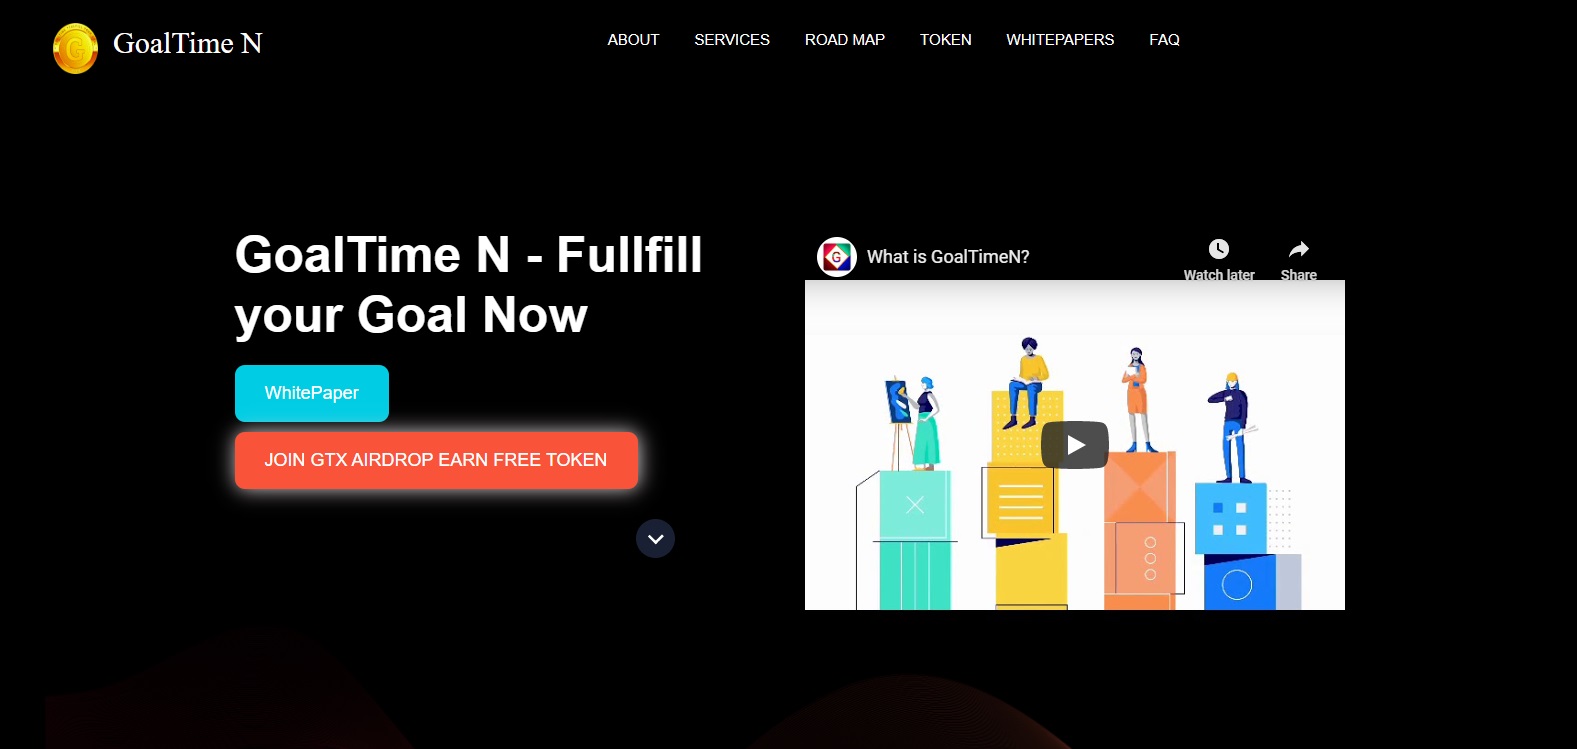 GoalTime N
ABOUT SERVICES ROAD MAP TOKEN WHITEPAPERS FAQ
GoalTime N - Fullfill
your Goal Now
WhitePaper
JOIN GTX AIRDROP EARN FREE TOKEN
G
What is GoalTimeN?
Watch later
Share